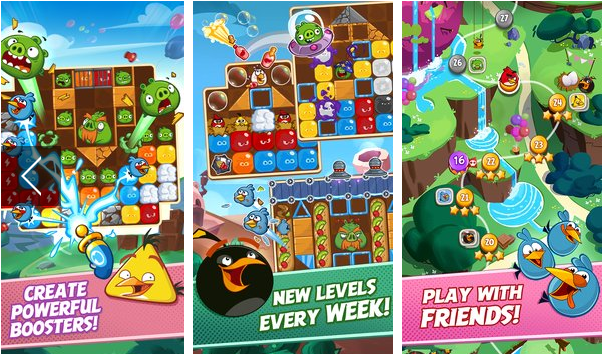 CREATE
POWERFUL
BOOSTERS!
NEW LEVELS
EVERY WEEK!
27
26
24
23
16
22
21
20
PLAY WITH
FRIENDS!